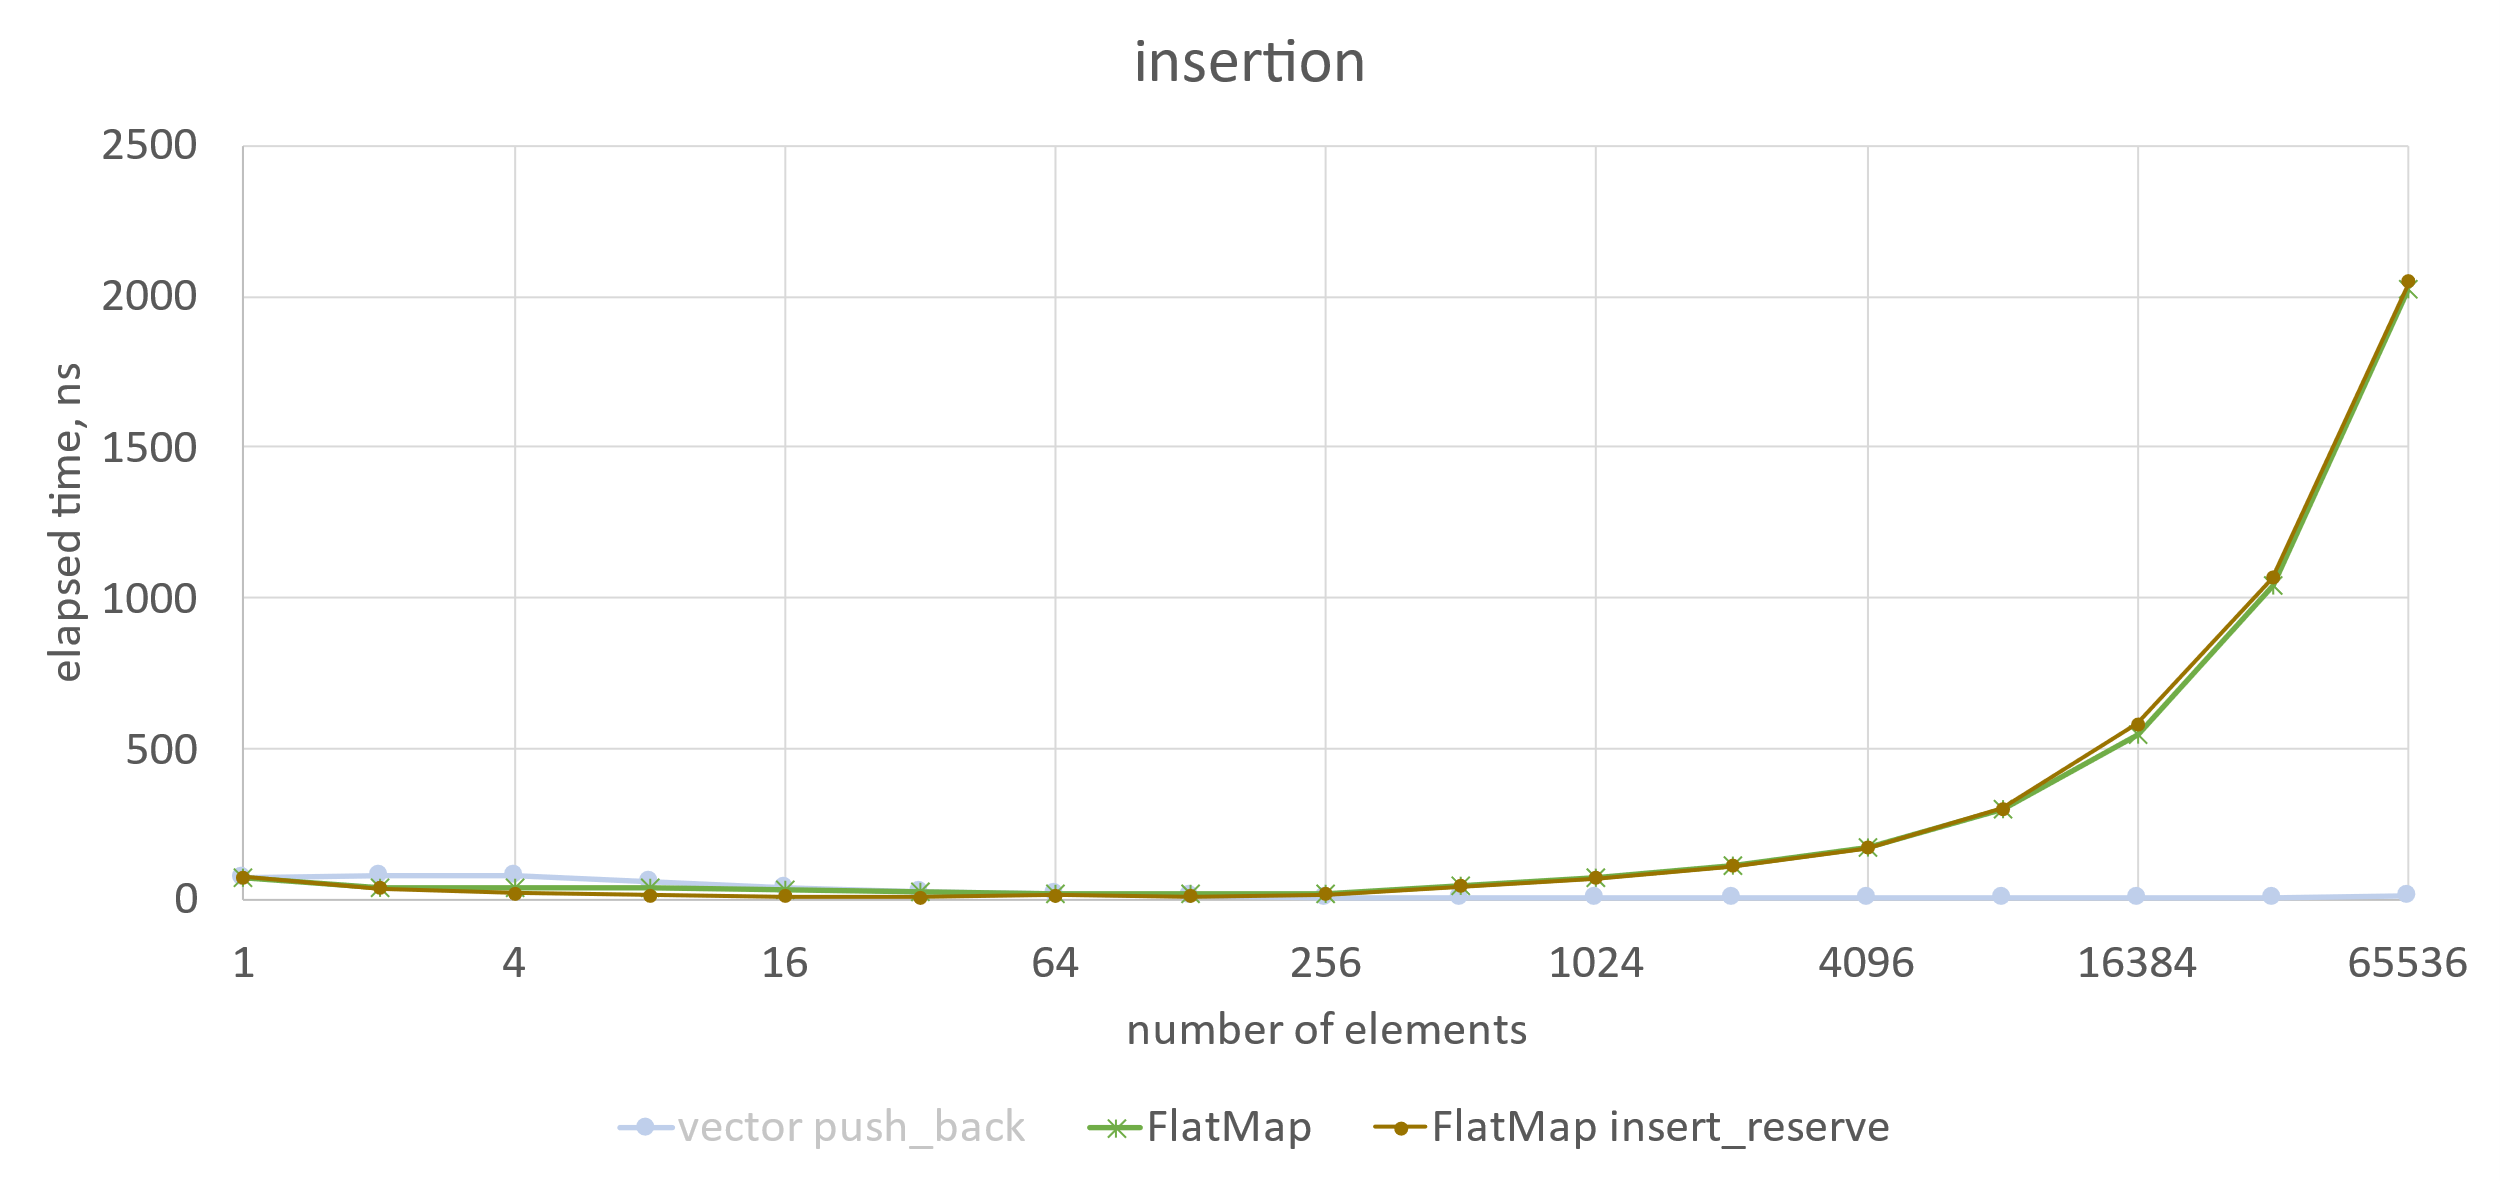 insertion
2500
2000
1500
1000
500
0
elapsed time, ns
1 4 16 64 256 1024 4096 16384 65536
number of elements
vector push_back FlatMap FlatMap insert_reserve